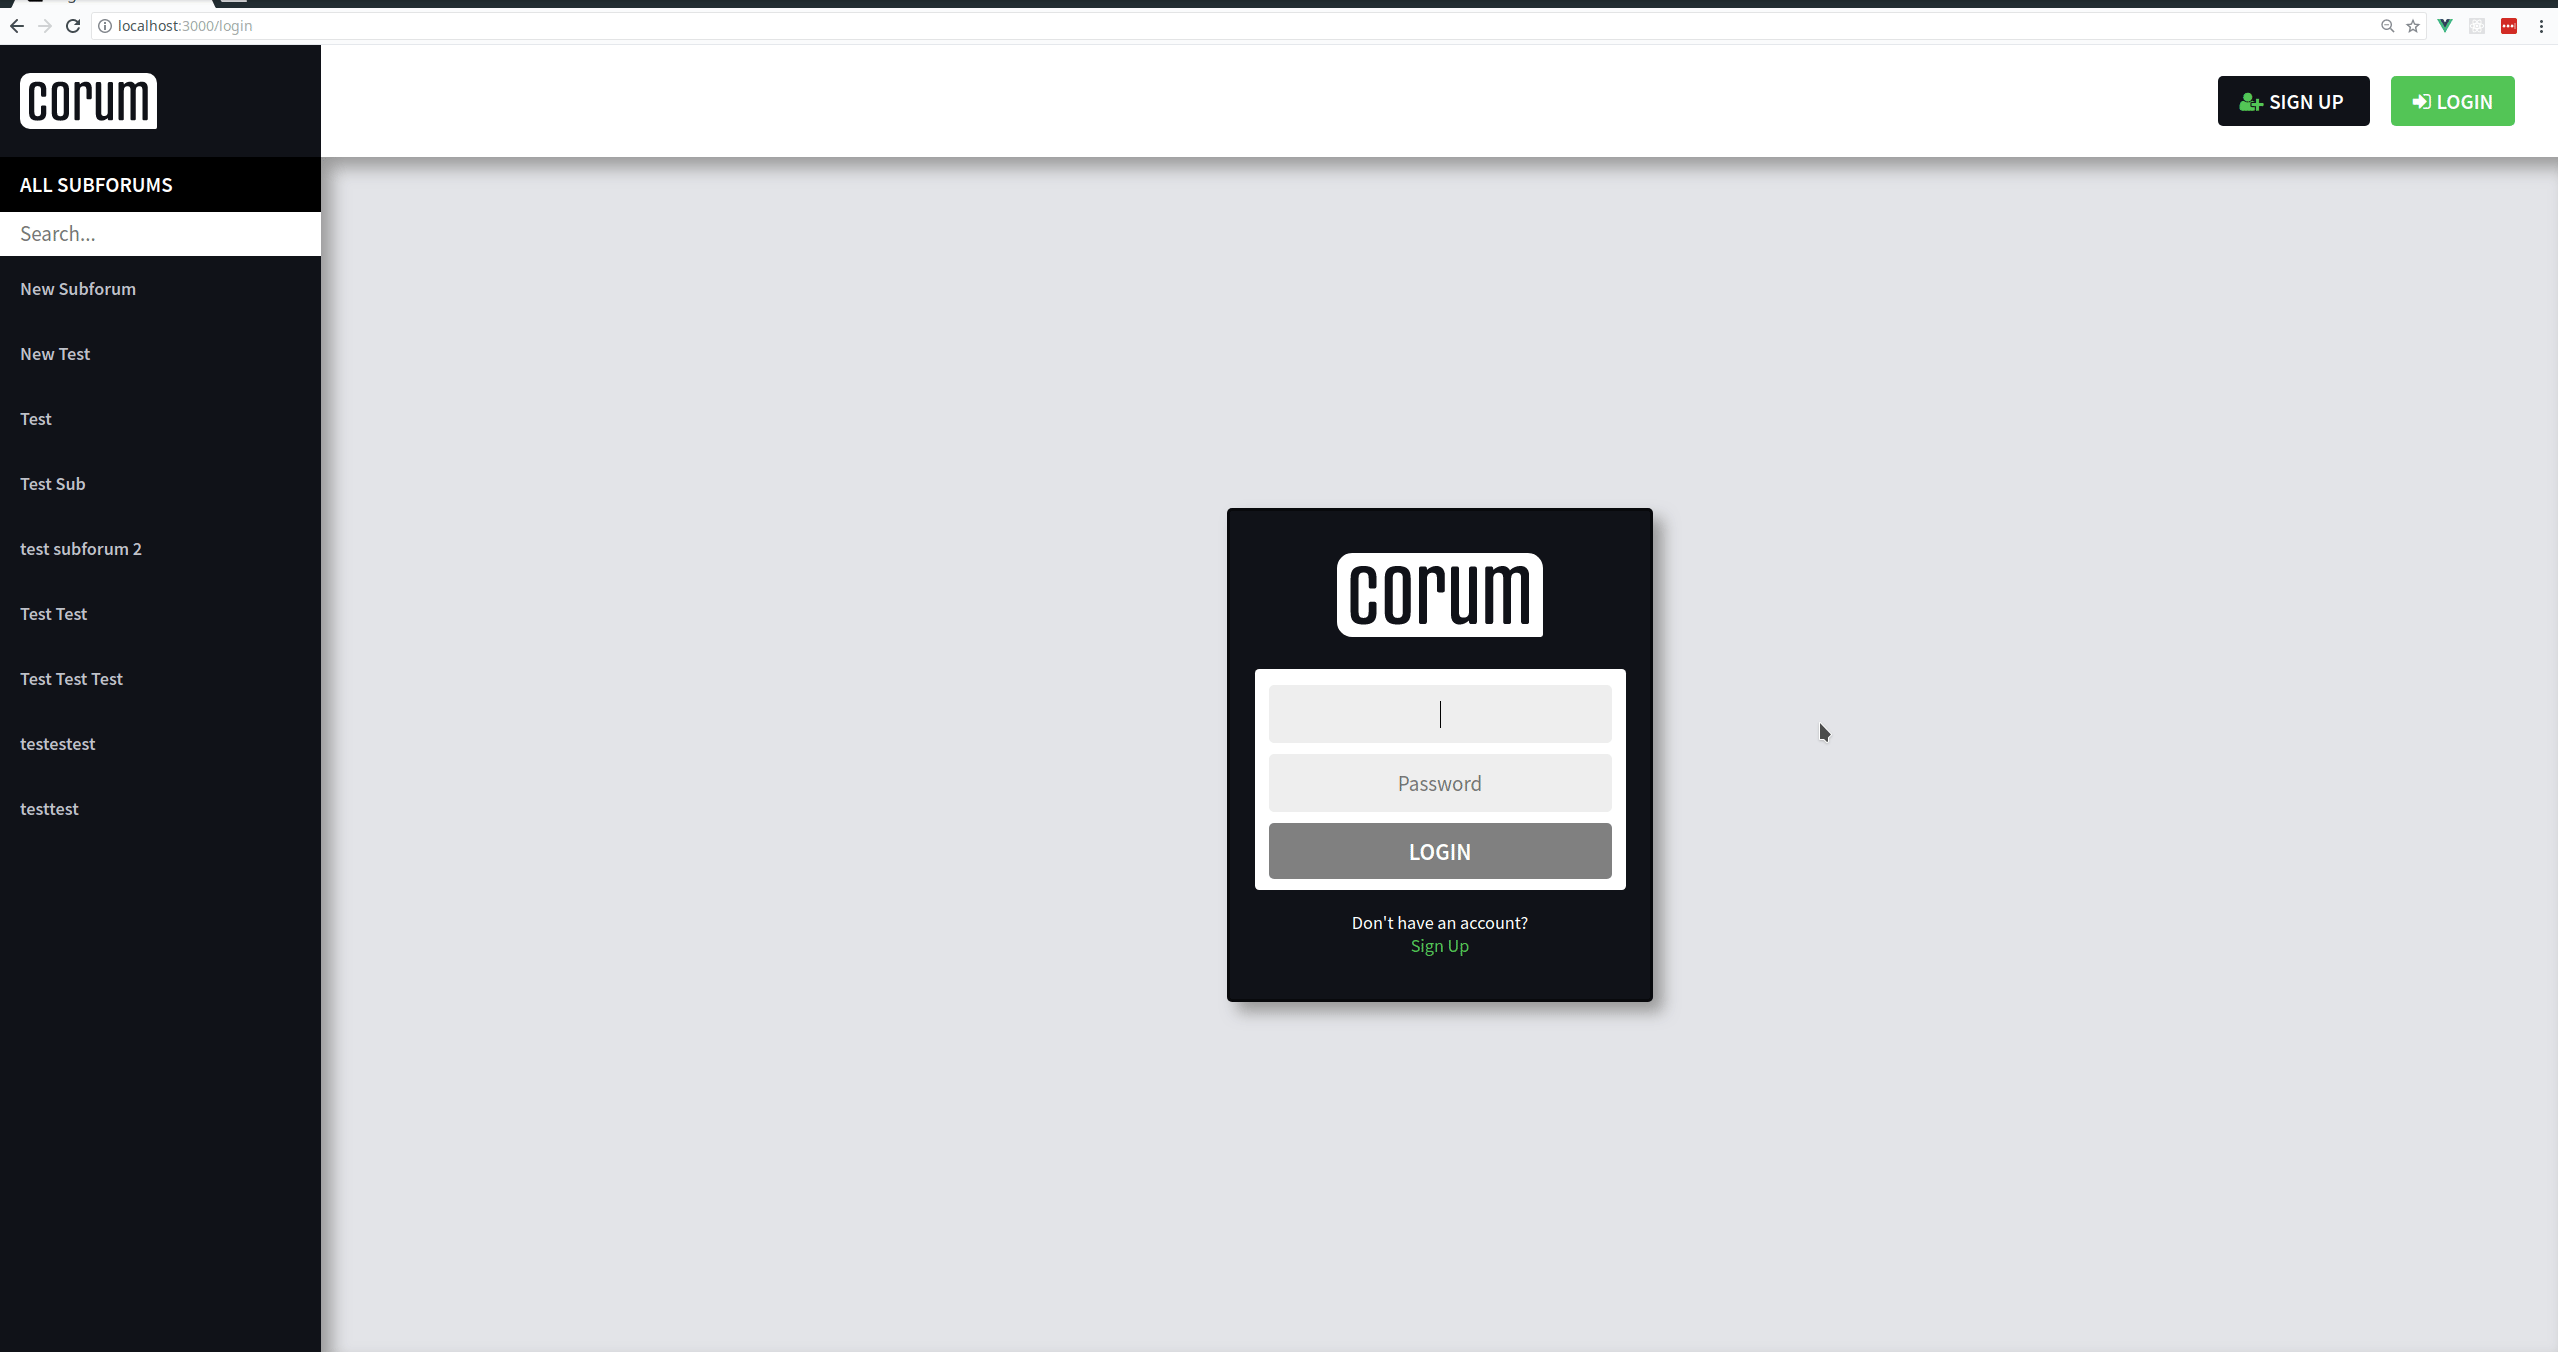 localhost:3000/login
corum
SIGN UP
LOGIN
ALL SUBFORUMS
Search...
New Subforum
New Test
Test
Test Sub
test subforum 2
Test Test
Test Test Test
testestest
testtest
corum
Password
LOGIN
Don't have an account?
Sign Up